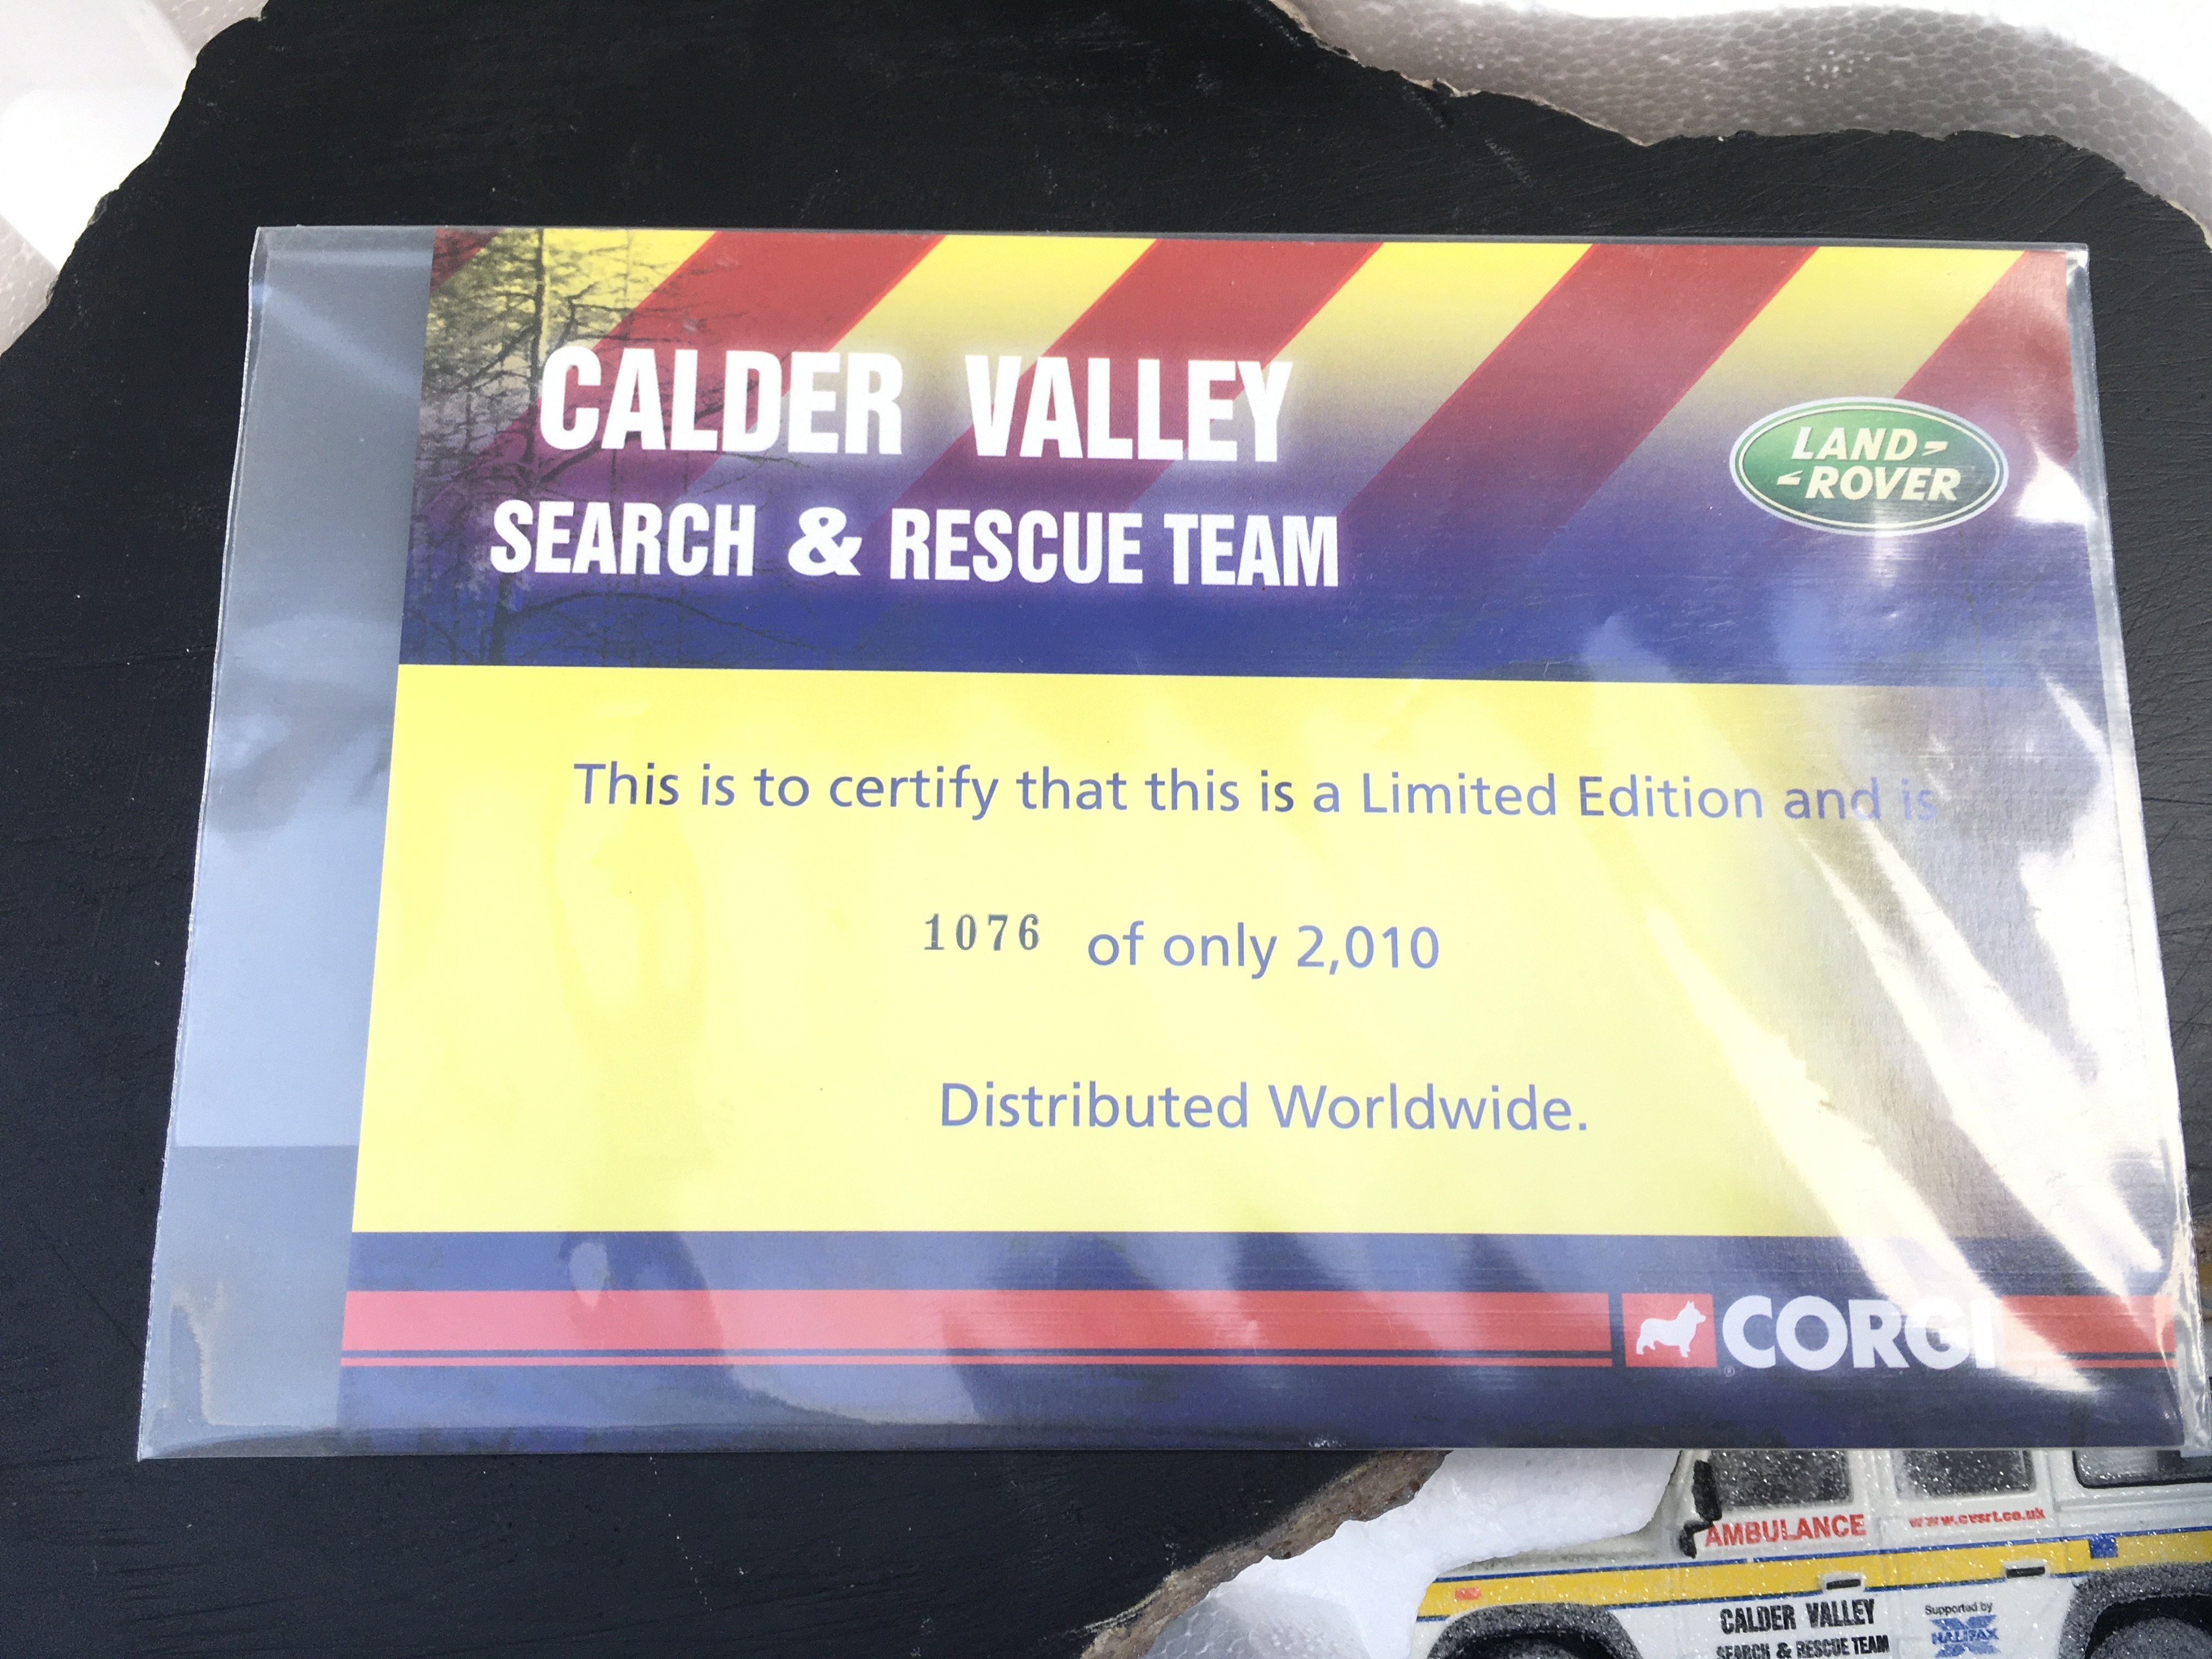 CALDER VALLEY
SEARCH & RESCUE TEAM
LAND-
-ROVER
This is to certify that this is a Limited Edition and is
1076 of only 2,010
Distributed Worldwide.
CORGI
AMBULANCE
www.cvsrt.co.uk
CALDER VALLEY
SEARCH & RESCUE TEAM
Supported by
HALIFAX